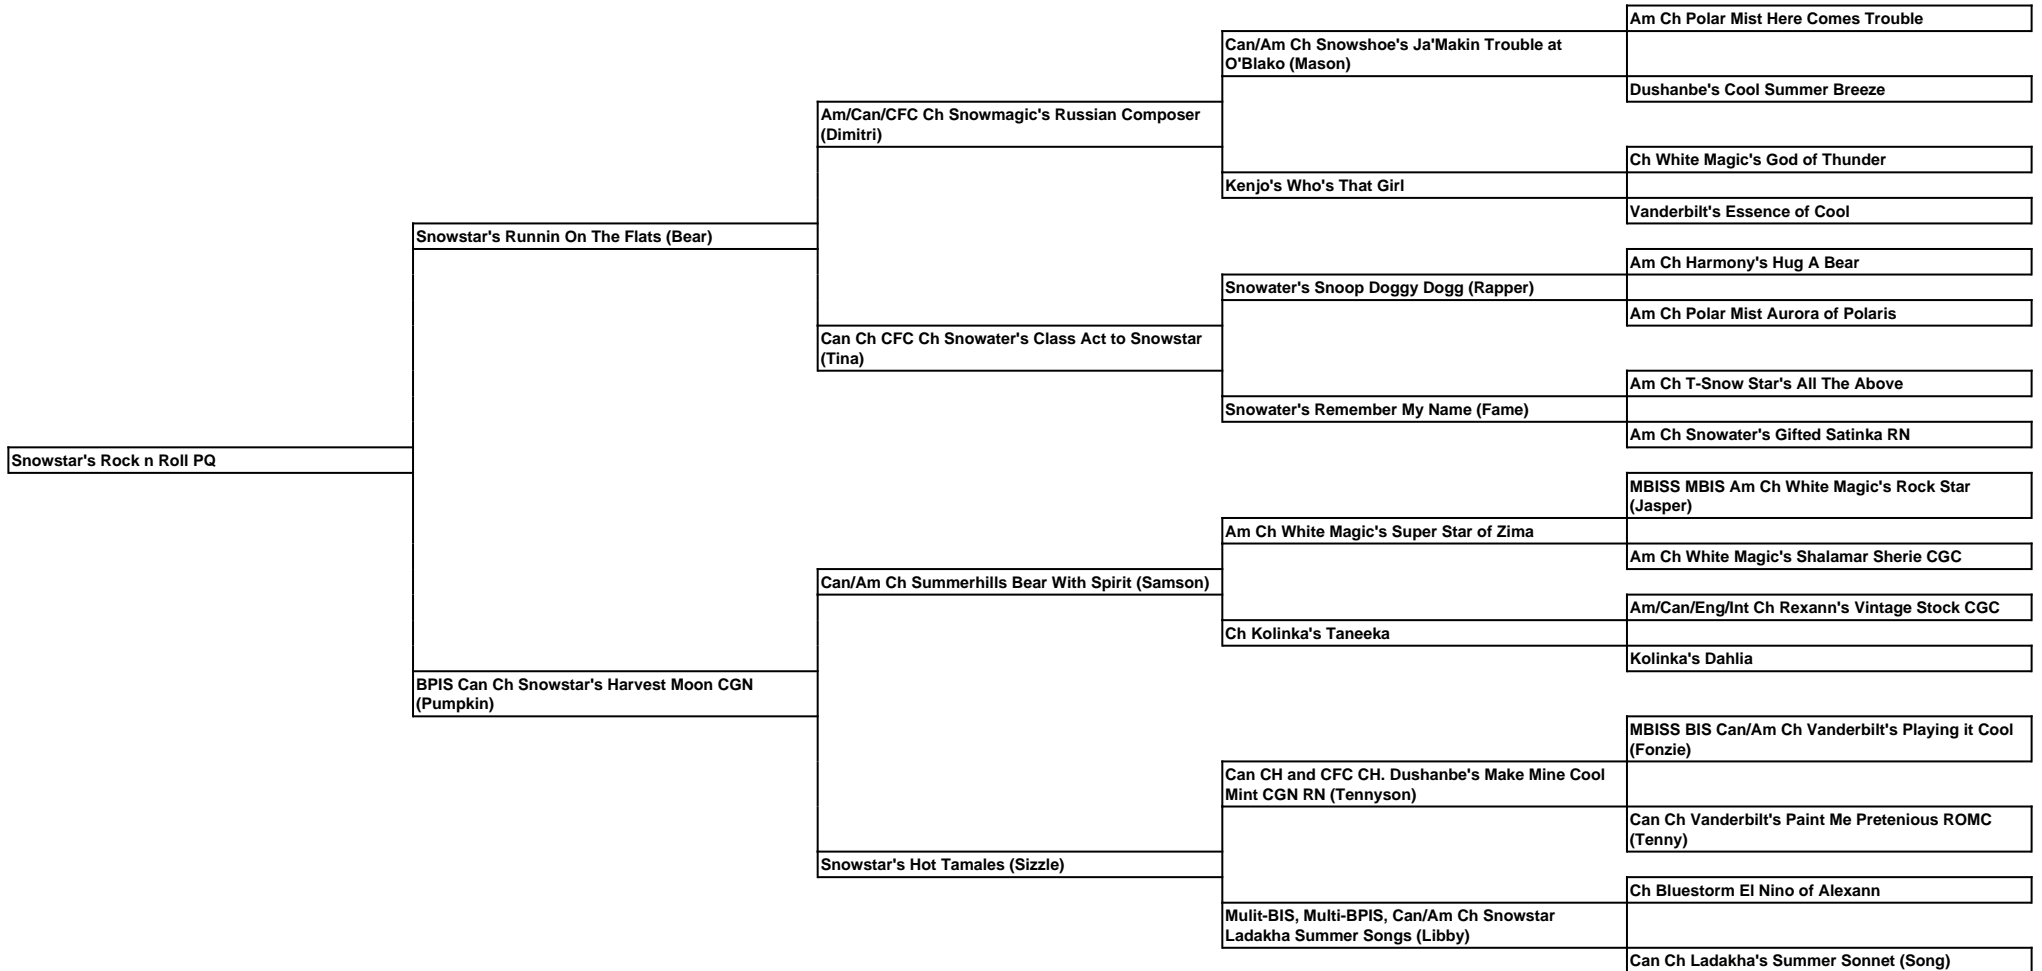 Am Ch Polar Mist Here Comes Trouble
Can/Am Ch Snowshoe's Ja'Makin Trouble at
O'Blako (Mason)
Dushanbe's Cool Summer Breeze
Am/Can/CFC Ch Snowmagic's Russian Composer
(Dimitri)
Ch White Magic's God of Thunder
Kenjo's Who's That Girl
Vanderbilt's Essence of Cool
Snowstar's Runnin On The Flats (Bear)
Am Ch Harmony's Hug A Bear
Snowater's Snoop Doggy Dogg (Rapper)
Am Ch Polar Mist Aurora of Polaris
Can Ch CFC Ch Snowater's Class Act to Snowstar
(Tina)
Am Ch T-Snow Star's All The Above
Snowater's Remember My Name (Fame)
Am Ch Snowater's Gifted Satinka RN
Snowstar's Rock n Roll PQ
MBISS MBIS Am Ch White Magic's Rock Star
(Jasper)
Am Ch White Magic's Super Star of Zima
Am Ch White Magic's Shalamar Sherie CGC
Can/Am Ch Summerhills Bear With Spirit (Samson)
Am/Can/Eng/Int Ch Rexann's Vintage Stock CGC
Ch Kolinka's Taneeka
Kolinka's Dahlia
BPIS Can Ch Snowstar's Harvest Moon CGN
(Pumpkin)
MBISS BIS Can/Am Ch Vanderbilt's Playing it Cool
(Fonzie)
Can CH and CFC CH. Dushanbe's Make Mine Cool
Mint CGN RN (Tennyson)
Can Ch Vanderbilt's Paint Me Pretenious ROMC
(Tenny)
Snowstar's Hot Tamales (Sizzle)
Ch Bluestorm El Nino of Alexann
Mulit-BIS, Multi-BPIS, Can/Am Ch Snowstar
Ladakha Summer Songs (Libby)
Can Ch Ladakha's Summer Sonnet (Song)